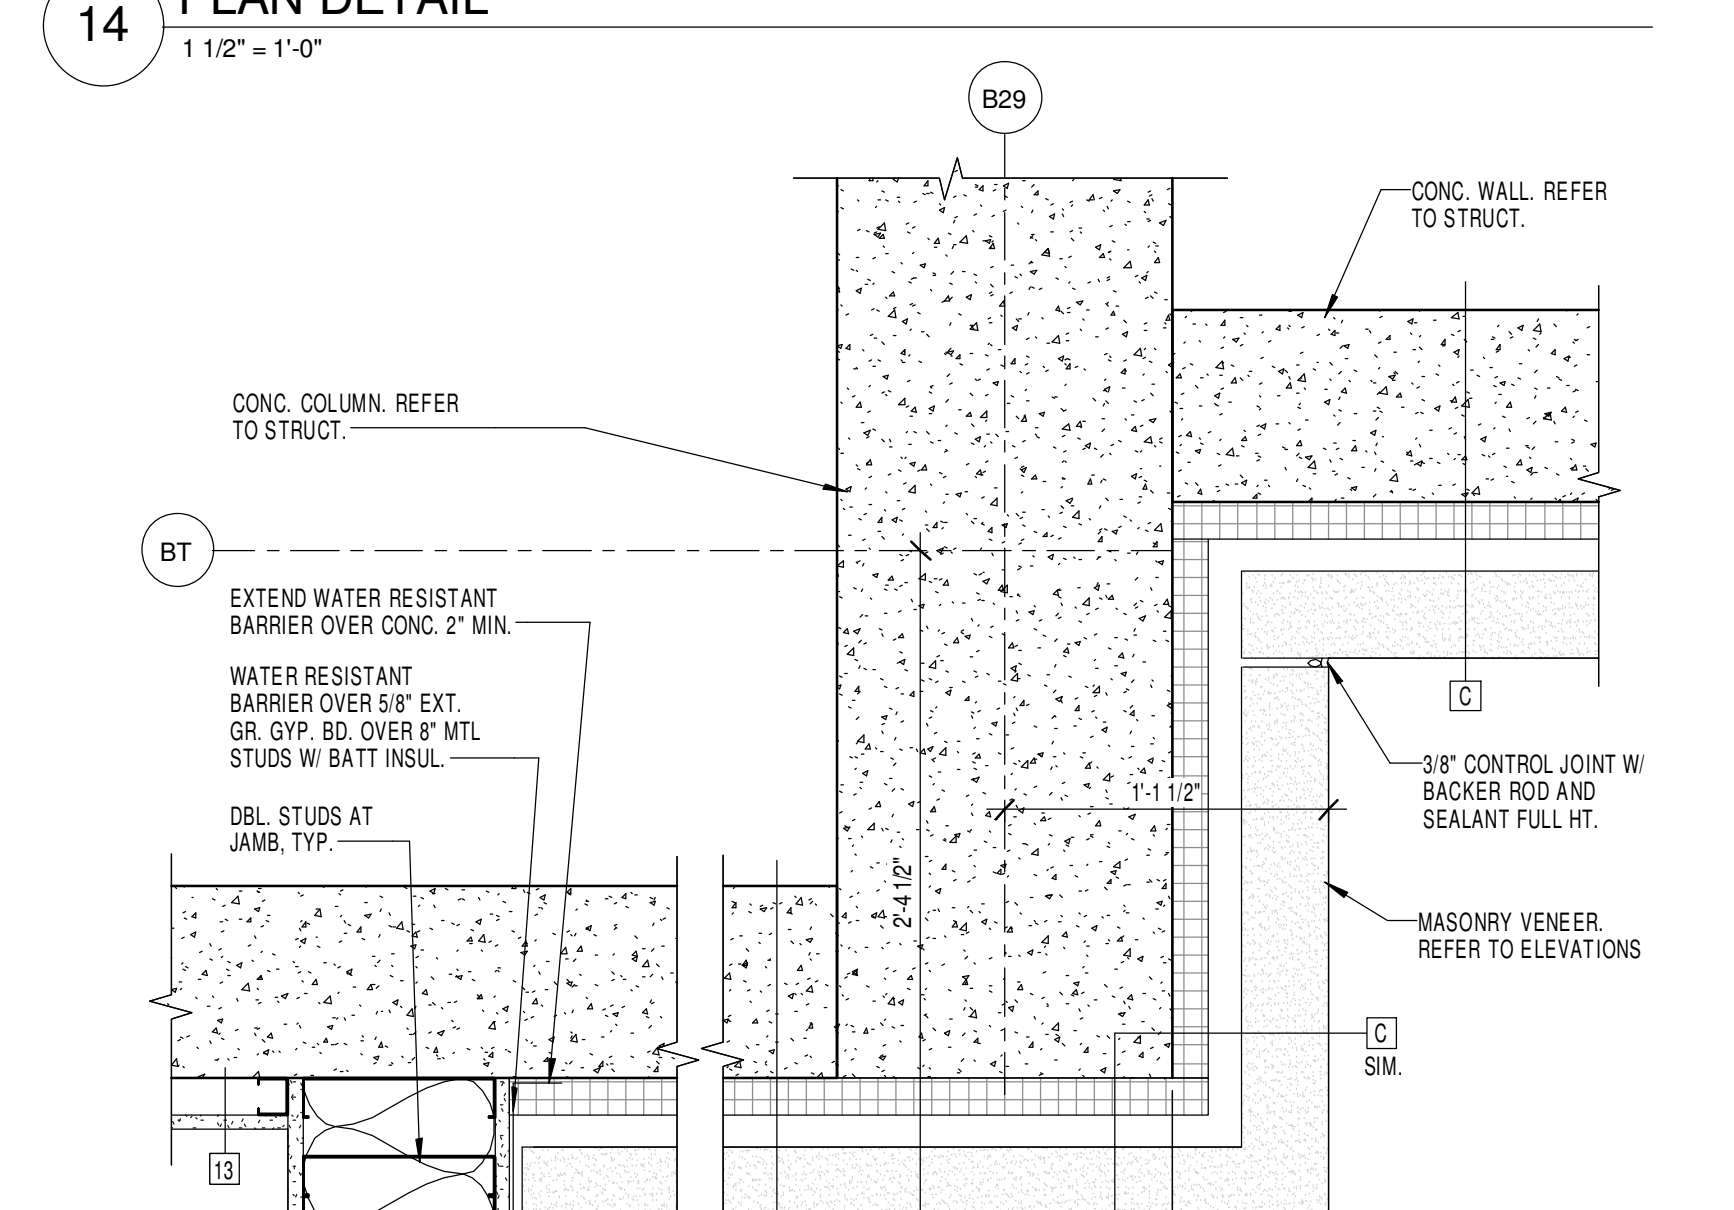 14
PLAN DETAIL
1 1/2" = 1'-0"
B29
CONC. WALL. REFER
TO STRUCT.
CONC. COLUMN. REFER
TO STRUCT.
BT
EXTEND WATER RESISTANT
BARRIER OVER CONC. 2" MIN.
WATER RESISTANT
BARRIER OVER 5/8" EXT.
GR. GYP. BD. OVER 8" MTL
STUDS W/ BATT INSUL.
DBL. STUDS AT
JAMB, TYP.
C
3/8" CONTROL JOINT W/
BACKER ROD AND
SEALANT FULL HT.
1'-1 1/2"
2'-4 1/2"
MASONRY VENEER.
REFER TO ELEVATIONS
C
SIM.
13